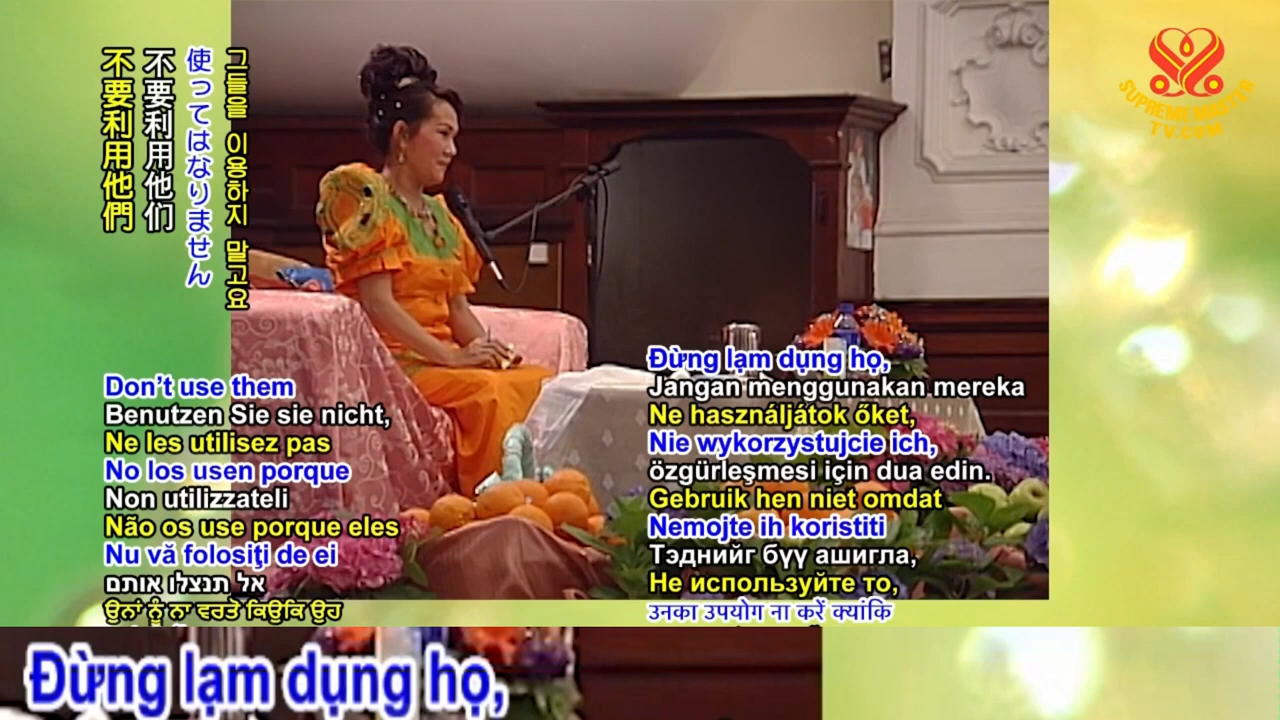 不要利用他們
不要利用他们
使ってはなりません
그들을 이용하지 말고요
SUPREME MASTER
TV.COM
Don't use them
Benutzen Sie sie nicht,
Ne les utilisez pas
No los usen porque
Non utilizzateli
Não os use porque eles
Nu vă folosiţi de ei
אל תנצלו אותם
ਉਨਾਂ ਨੂੰ ਨਾ ਵਰਤੋ ਕਿਉਕਿ ਉਹ
Đừng lạm dụng họ,
Jangan menggunakan mereka
Ne használjátok őket,
Nie wykorzystujcie ich,
özgürleşmesi için dua edin.
Gebruik hen niet omdat
Nemojte ih koristiti
Тэднийг бүү ашигла,
Не используйте то,
उनका उपयोग ना करें क्यांकि
Đừng lạm dụng họ,